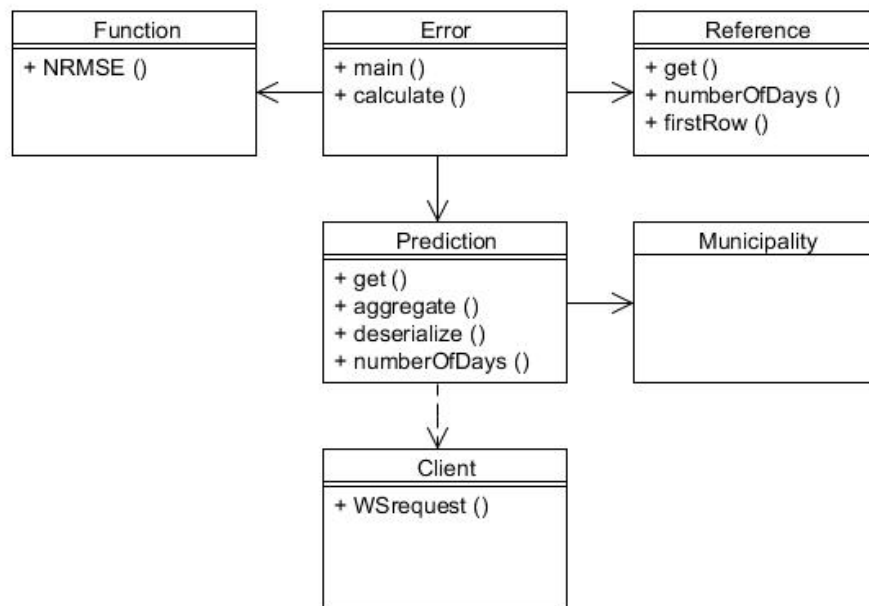 Function
+ NRMSE ()
Error
+ main ()
+ calculate ()
Reference
+ get ()
+ numberOfDays ()
+ firstRow ()
Prediction
+ get ()
+ aggregate ()
+ deserialize ()
+ numberOfDays ()
Municipality
Client
+ WSrequest ()